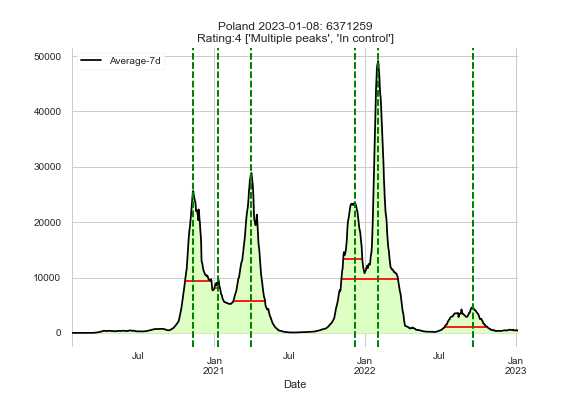 Poland 2023-01-08: 6371259
Rating:4 ['Multiple peaks', 'In control']
Average-7d
50000
40000
30000
20000
10000
0
Jul
Jan
2021
Jul
Jan
2022
Jul
Jan
2023
Date